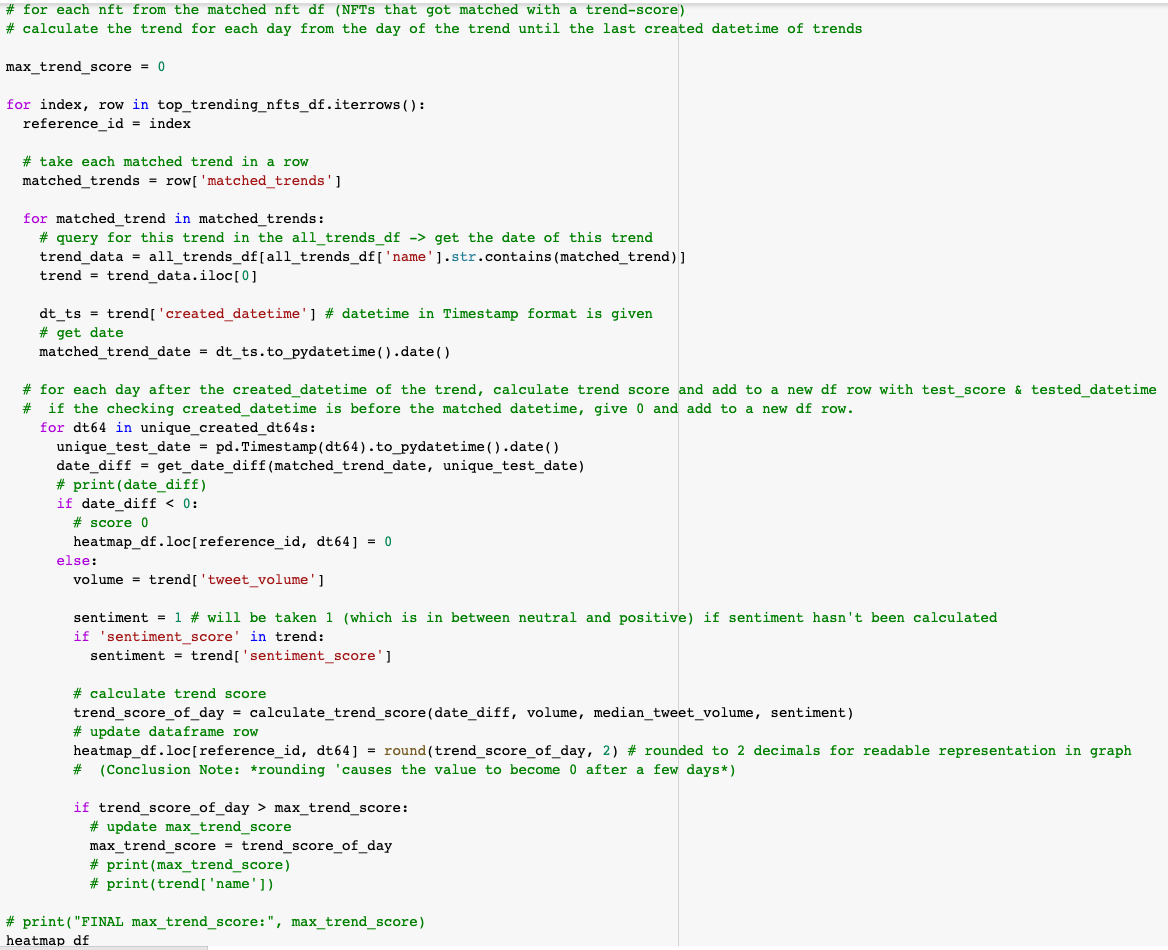 # for each nft from the matched nft df (NFTs that got matched with a trend-score)
# calculate the trend for each day from the day of the trend until the last created datetime of trends

max_trend_score = 0

for index, row in top_trending_nfts_df.iterrows():
  reference_id = index

  # take each matched trend in a row
  matched_trends = row['matched_trends']

  for matched_trend in matched_trends:
    # query for this trend in the all_trends_df -> get the date of this trend
    trend_data = all_trends_df[all_trends_df['name'].str.contains(matched_trend)]
    trend = trend_data.iloc[0]

    dt_ts = trend['created_datetime'] # datetime in Timestamp format is given
    # get date
    matched_trend_date = dt_ts.to_pydatetime().date()

  # for each day after the created_datetime of the trend, calculate trend score and add to a new df row with test_score & tested_datetime
  #  if the checking created_datetime is before the matched datetime, give 0 and add to a new df row.
    for dt64 in unique_created_dt64s:
      unique_test_date = pd.Timestamp(dt64).to_pydatetime().date()
      date_diff = get_date_diff(matched_trend_date, unique_test_date)
      # print(date_diff)
      if date_diff < 0:
        # score 0
        heatmap_df.loc[reference_id, dt64] = 0
      else:
        volume = trend['tweet_volume']

        sentiment = 1 # will be taken 1 (which is in between neutral and positive) if sentiment hasn't been calculated
        if 'sentiment_score' in trend:
          sentiment = trend['sentiment_score']

        # calculate trend score
        trend_score_of_day = calculate_trend_score(date_diff, volume, median_tweet_volume, sentiment)
        # update dataframe row
        heatmap_df.loc[reference_id, dt64] = round(trend_score_of_day, 2) # rounded to 2 decimals for readable representation in graph
        #  (Conclusion Note: *rounding 'causes the value to become 0 after a few days*)

        if trend_score_of_day > max_trend_score:
          # update max_trend_score
          max_trend_score = trend_score_of_day
          # print(max_trend_score)
          # print(trend['name'])

# print("FINAL max_trend_score:", max_trend_score)
heatmap_df